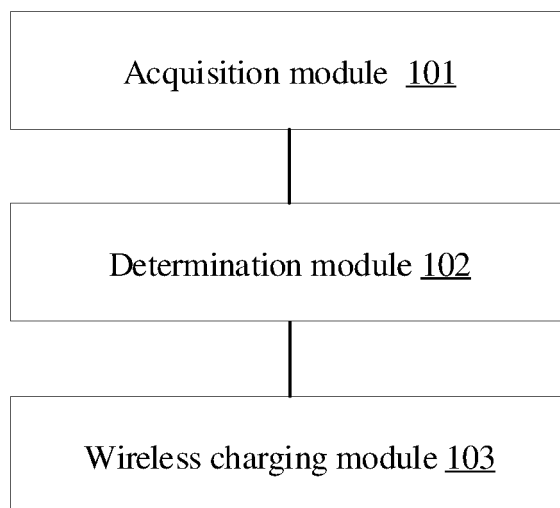 Acquisition module 101
Determination module 102
Wireless charging module 103